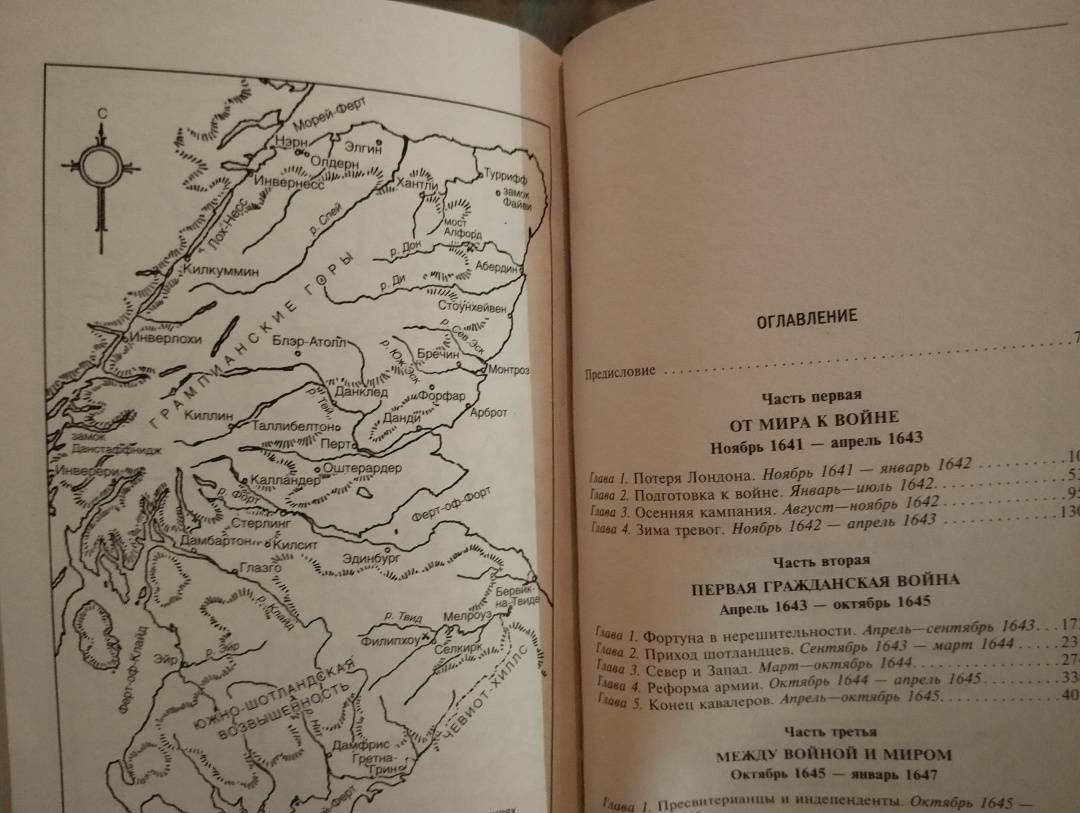 С
Морей-Ферт
Нэрн
Элгин
Олдерн
Инвернесс
Хантли
Туррифф
замок
Файви
Лох-Несс
р. Спей
мост
Алфорд
р. Дон
Абердин
Килкуммин
р. Ди
ГРАМПИАНСКИЕ ГОРЫ
Стоунхейвен
Инверлохи
Блэр-Атолл
р. Сев. Эск
р. Юж. Эск
Бречин
Монтроз
Данклед
р. Тей
Форфар
Киллин
Таллибелтон
Данди
Арброт
замок
Данстаффнидж
Перт
Инверери
Оштерардер
Калландер
р. Форт
Ферт-оф-Форт
Стерлинг
Дамбартон
Килсит
Эдинбург
Глазго
р. Клайд
Бервик-
на-Твиде
р. Твид
Мелроуз
Филипхоу
Селкирк
Ферт-оф-Клайд
Эйр
р. Эйр
ЮЖНО-ШОТЛАНДСКАЯ
ВОЗВЫШЕННОСТЬ
ЧЕВИОТ-ХИЛЛС
р. Нит
Дамфрис
Гретна-
Грин
ОГЛАВЛЕНИЕ
Предисловие . . . . . . . . . . 7
Часть первая
ОТ МИРА К ВОЙНЕ
Ноябрь 1641 — апрель 1643
Глава 1. Потеря Лондона. Ноябрь 1641 — январь 1642
Глава 2. Подготовка к войне. Январь—июль 1642.
Глава 3. Осенняя кампания. Август—ноябрь 1642
Глава 4. Зима тревог. Ноябрь 1642 — апрель 1643
Часть вторая
ПЕРВАЯ ГРАЖДАНСКАЯ ВОЙНА
Апрель 1643 — октябрь 1645
Глава 1. Фортуна в нерешительности. Апрель—сентябрь 1643.
Глава 2. Приход шотландцев. Сентябрь 1643 — март 1644
Глава 3. Север и Запад. Март—октябрь 1644.
Глава 4. Реформа армии. Октябрь 1644 — апрель 1645
Глава 5. Конец кавалеров. Апрель—октябрь 1645.
Часть третья
МЕЖДУ ВОЙНОЙ И МИРОМ
Октябрь 1645 — январь 1647
Глава 1. Пресвитерианцы и индепенденты. Октябрь 1645 —